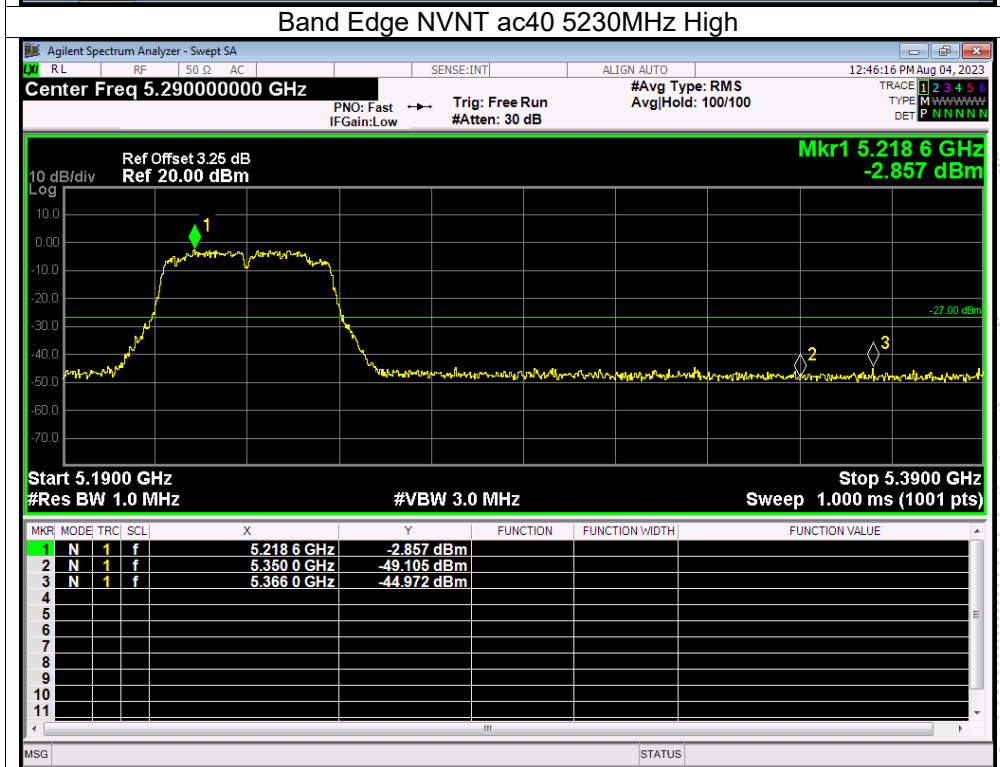 Band Edge NVNT ac40 5230MHz High
Agilent Spectrum Analyzer - Swept SA
LXI RL RF 50 Ω AC SENSE:INT ALIGN AUTO 12:46:16 PM Aug 04, 2023
Center Freq 5.290000000 GHz #Avg Type: RMS TRACE 1 2 3 4 5 6
PNO: Fast Trig: Free Run Avg|Hold: 100/100 TYPE M WWWWW
IFGain:Low #Atten: 30 dB DET P N N N N N
Mkr1 5.218 6 GHz
Ref Offset 3.25 dB -2.857 dBm
10 dB/div Ref 20.00 dBm
Log
10.0
1
0.00
-10.0
-20.0
-27.00 dBm
-30.0
-40.0 2 3
-50.0
-60.0
-70.0
Start 5.1900 GHz Stop 5.3900 GHz
#Res BW 1.0 MHz #VBW 3.0 MHz Sweep 1.000 ms (1001 pts)
MKR MODE TRC SCL X Y FUNCTION FUNCTION WIDTH FUNCTION VALUE
1 N 1 f 5.218 6 GHz -2.857 dBm
2 N 1 f 5.350 0 GHz -49.105 dBm
3 N 1 f 5.366 0 GHz -44.972 dBm
4
5
6
7
8
9
10
11
MSG STATUS